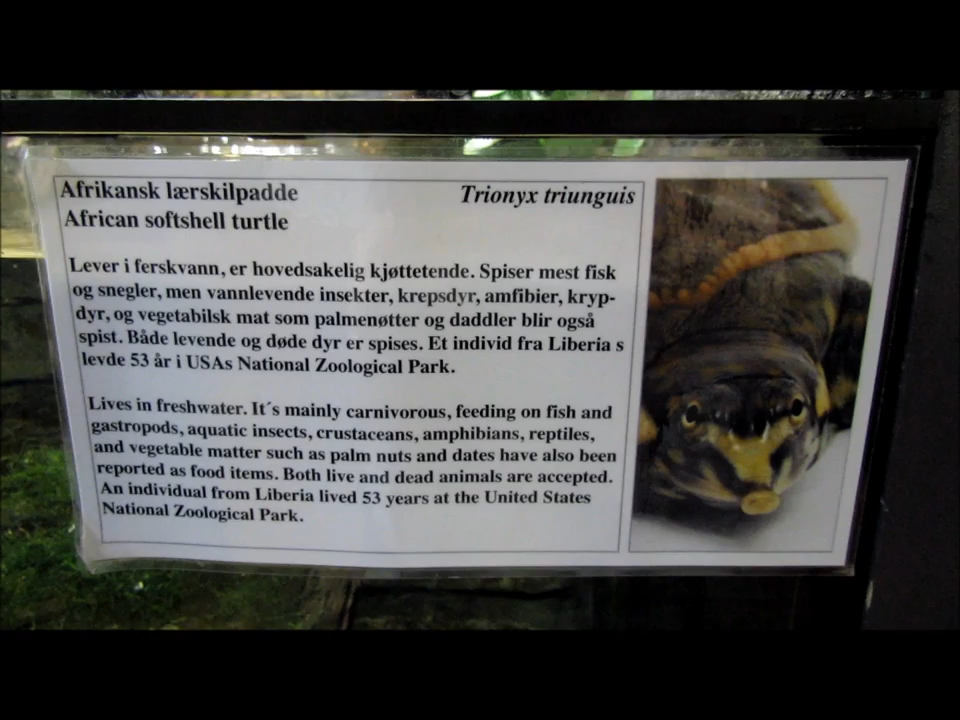 Afrikansk lærskilpadde Trionyx triunguis
African softshell turtle
Lever i ferskvann, er hovedsakelig kjøttetende. Spiser mest fisk
og snegler, men vannlevende insekter, krepsdyr, amfibier, kryp-
dyr, og vegetabilsk mat som palmenøtter og daddler blir også
spist. Både levende og døde dyr er spises. Et individ fra Liberia s
levde 53 år i USAs National Zoological Park.
Lives in freshwater. It´s mainly carnivorous, feeding on fish and
gastropods, aquatic insects, crustaceans, amphibians, reptiles,
and vegetable matter such as palm nuts and dates have also been
reported as food items. Both live and dead animals are accepted.
An individual from Liberia lived 53 years at the United States
National Zoological Park.